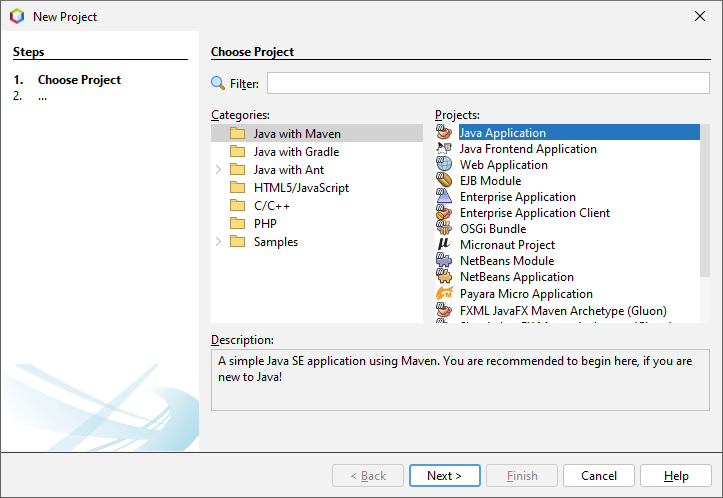 New Project
Steps
1. Choose Project
2. ...
Choose Project
Filter:
Categories:
Java with Maven
Java with Gradle
Java with Ant
HTML5/JavaScript
C/C++
PHP
Samples
Projects:
Java Application
Java Frontend Application
Web Application
EJB Module
Enterprise Application
Enterprise Application Client
OSGi Bundle
Micronaut Project
NetBeans Module
NetBeans Application
Payara Micro Application
FXML JavaFX Maven Archetype (Gluon)
Description:
A simple Java SE application using Maven. You are recommended to begin here, if you are
new to Java!
< Back
Next >
Finish
Cancel
Help